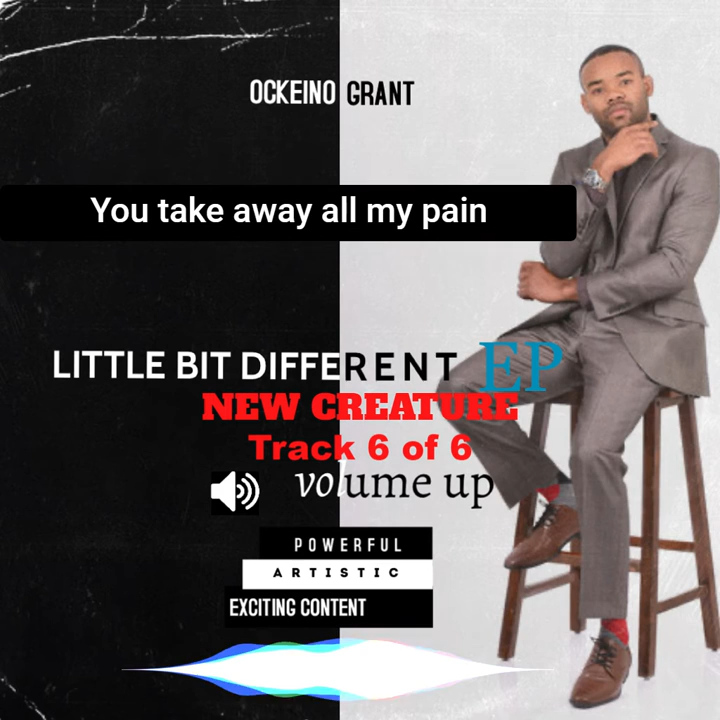 OCKEINO GRANT
You take away all my pain
LITTLE BIT DIFFERENT EP
NEW CREATURE
Track 6 of 6
volume up
POWERFUL
ARTISTIC
EXCITING CONTENT